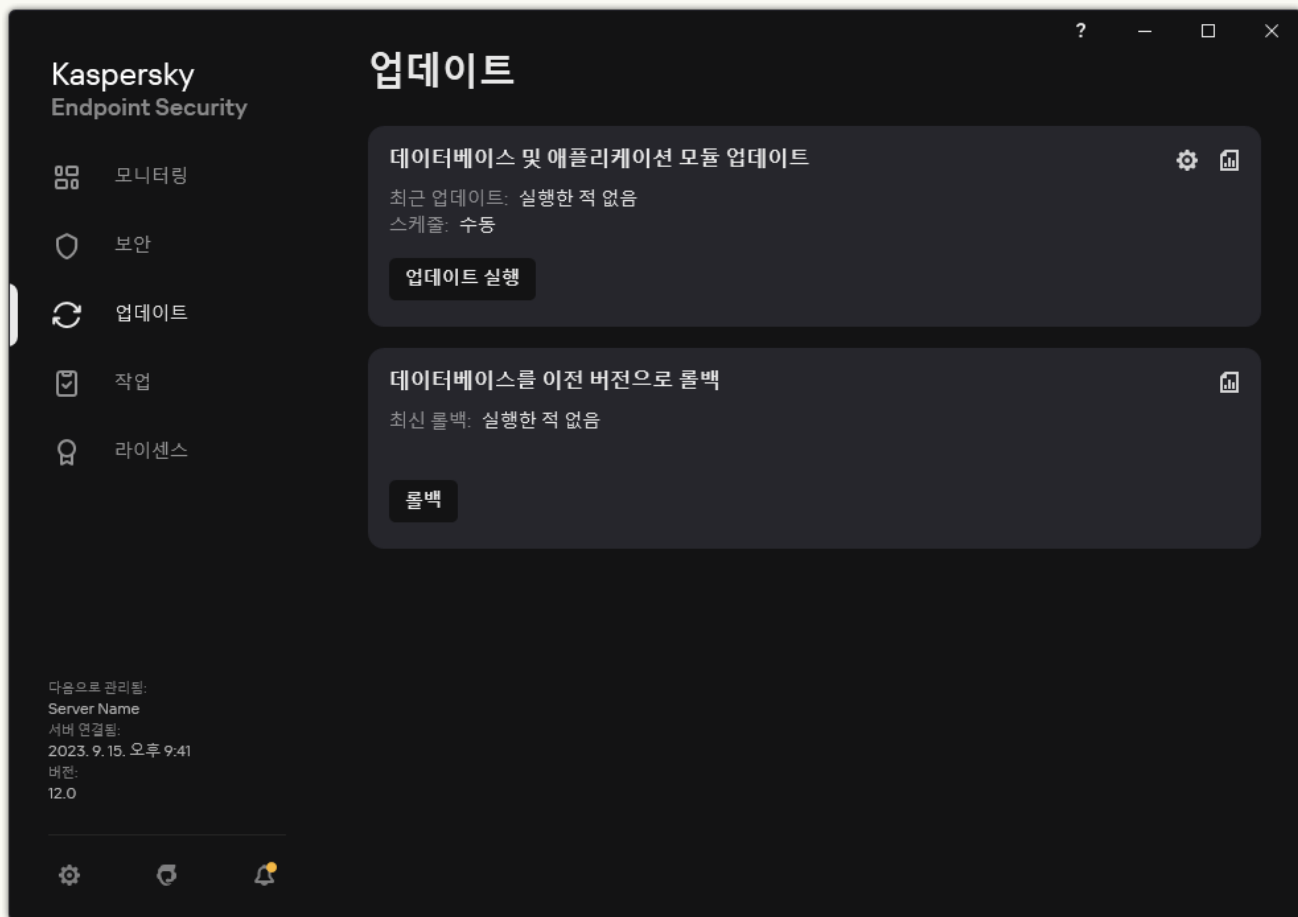 ?
Kaspersky
Endpoint Security
모니터링
보안
업데이트
작업
라이센스
다음으로 관리됨:
Server Name
서버 연결됨:
2023. 9. 15. 오후 9:41
버전:
12.0
업데이트
데이터베이스 및 애플리케이션 모듈 업데이트
최근 업데이트: 실행한 적 없음
스케줄: 수동
업데이트 실행
데이터베이스를 이전 버전으로 롤백
최신 롤백: 실행한 적 없음
롤백